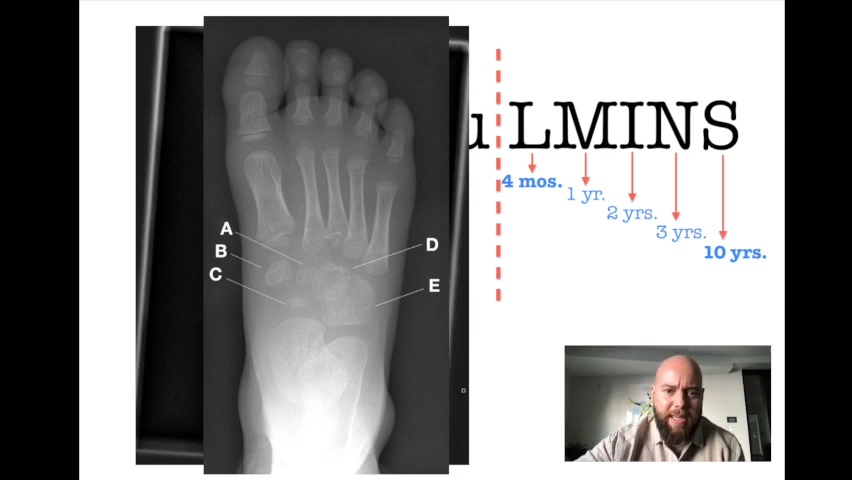 A
B
C
D
E
u LMINS
4 mos.
1 yr.
2 yrs.
3 yrs.
10 yrs.